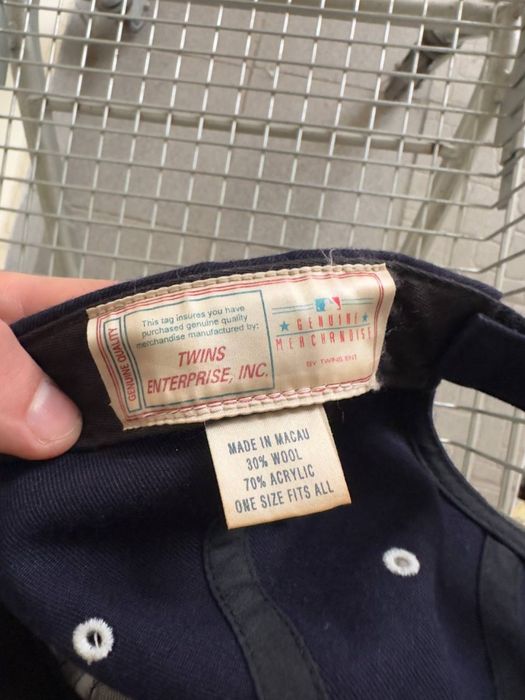 GENUINE QUALITY
This tag insures you have
purchased genuine quality
merchandise manufactured by:
TWINS
ENTERPRISE, INC.
GENUINE
MERCHANDISE
BY TWINS ENT
MADE IN MACAU
30% WOOL
70% ACRYLIC
ONE SIZE FITS ALL